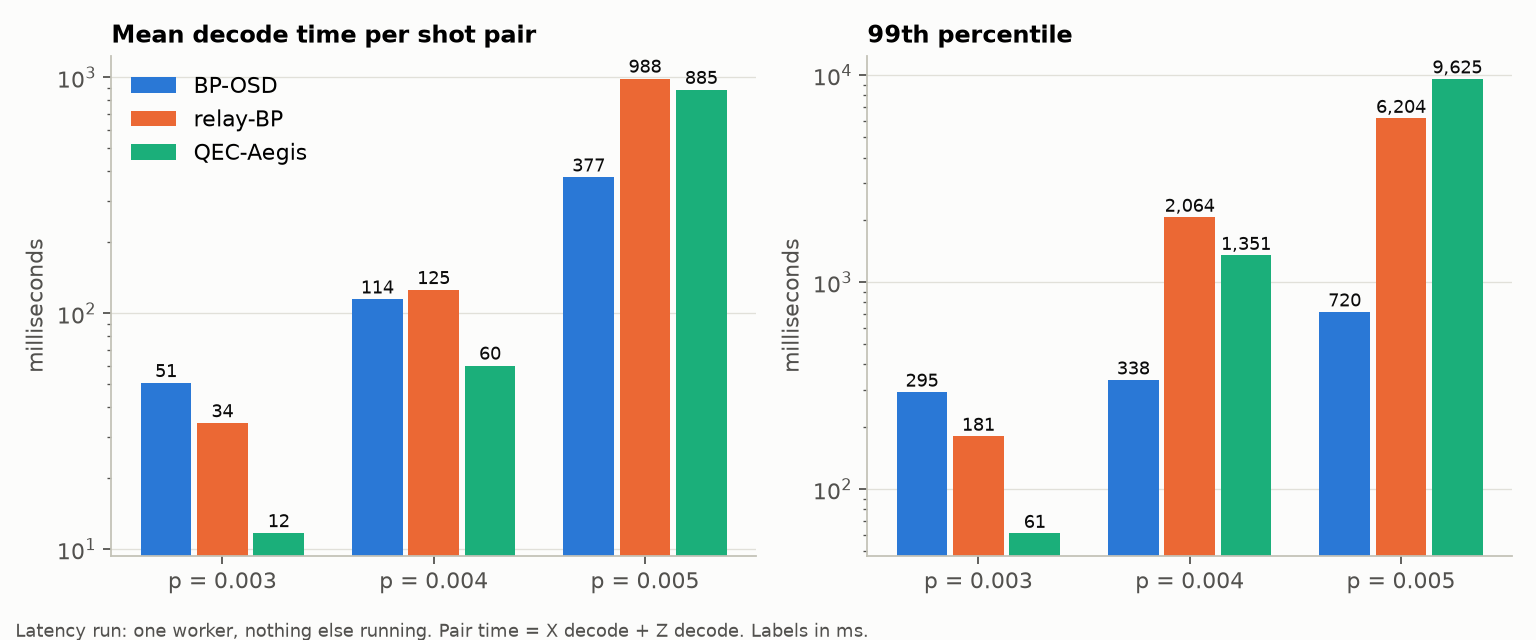 Mean decode time per shot pair
milliseconds
10³
10²
10¹
BP-OSD
relay-BP
QEC-Aegis
51
34
12
114
125
60
377
988
885
p = 0.003
p = 0.004
p = 0.005
99th percentile
milliseconds
10⁴
10³
10²
295
181
61
338
2,064
1,351
720
6,204
9,625
p = 0.003
p = 0.004
p = 0.005
Latency run: one worker, nothing else running. Pair time = X decode + Z decode. Labels in ms.